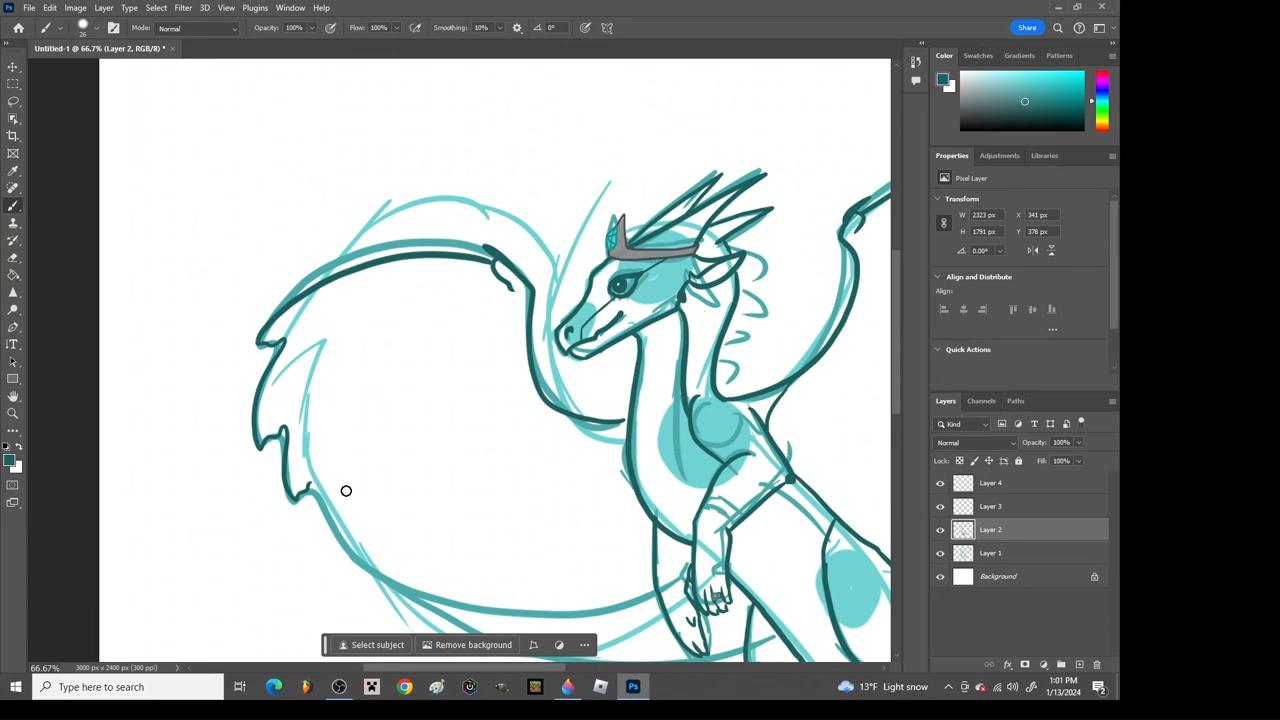 Ps File Edit Image Layer Type Select Filter 3D View Plugins Window Help
26 Mode: Normal Opacity: 100% Flow: 100% Smoothing: 10% 0° Share
Untitled-1 @ 66.7% (Layer 2, RGB/8) * ×
Color Swatches Gradients Patterns
Properties Adjustments Libraries
Pixel Layer
Transform
W 2323 px X 341 px
H 1791 px Y 378 px
0.00°
Align and Distribute
Align:
Quick Actions
Layers Channels Paths
Kind
Normal Opacity: 100%
Lock: Fill: 100%
Layer 4
Layer 3
Layer 2
Layer 1
Background
Select subject Remove background
66.67% 3000 px x 2400 px (300 ppi)
Type here to search Ps 13°F Light snow 1:01 PM
1/13/2024 2